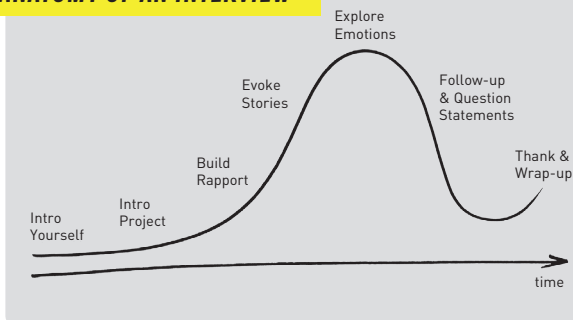 ANATOMY OF AN INTERVIEW
Explore
Emotions
Evoke
Stories
Follow-up
& Question
Statements
Build
Rapport
Thank &
Wrap-up
Intro
Project
Intro
Yourself
time